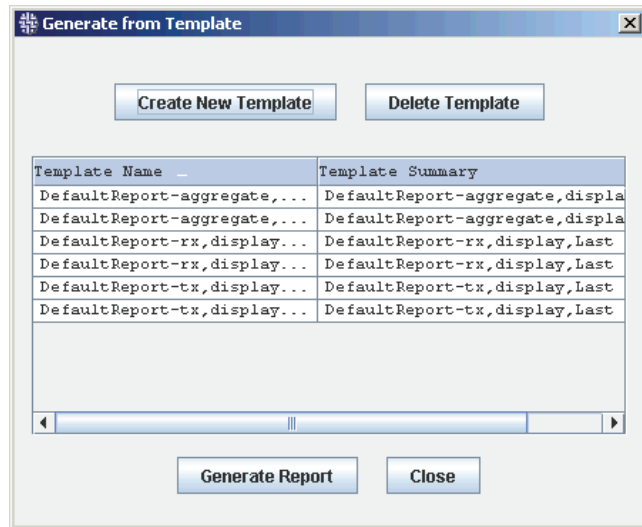 Generate from Template
Create New Template Delete Template
Template Name Template Summary
DefaultReport-aggregate,... DefaultReport-aggregate,displa
DefaultReport-aggregate,... DefaultReport-aggregate,displa
DefaultReport-rx,display... DefaultReport-rx,display,Last
DefaultReport-rx,display... DefaultReport-rx,display,Last
DefaultReport-tx,display... DefaultReport-tx,display,Last
DefaultReport-tx,display... DefaultReport-tx,display,Last
Generate Report Close